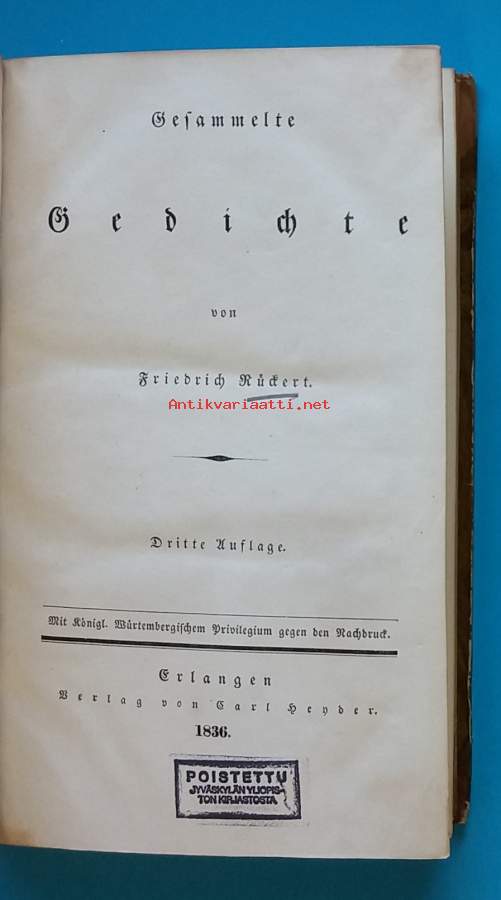 Gesammelte
Gedichte
von
Friedrich Rückert.
Antikvariaatti.net
Dritte Auflage.
Mit Königl. Würtembergischem Privilegium gegen den Nachdruck.
Erlangen
Verlag von Carl Heyder.
1836.
POISTETTU
JYVÄSKYLÄN YLIOPIS-
TON KIRJASTOSTA